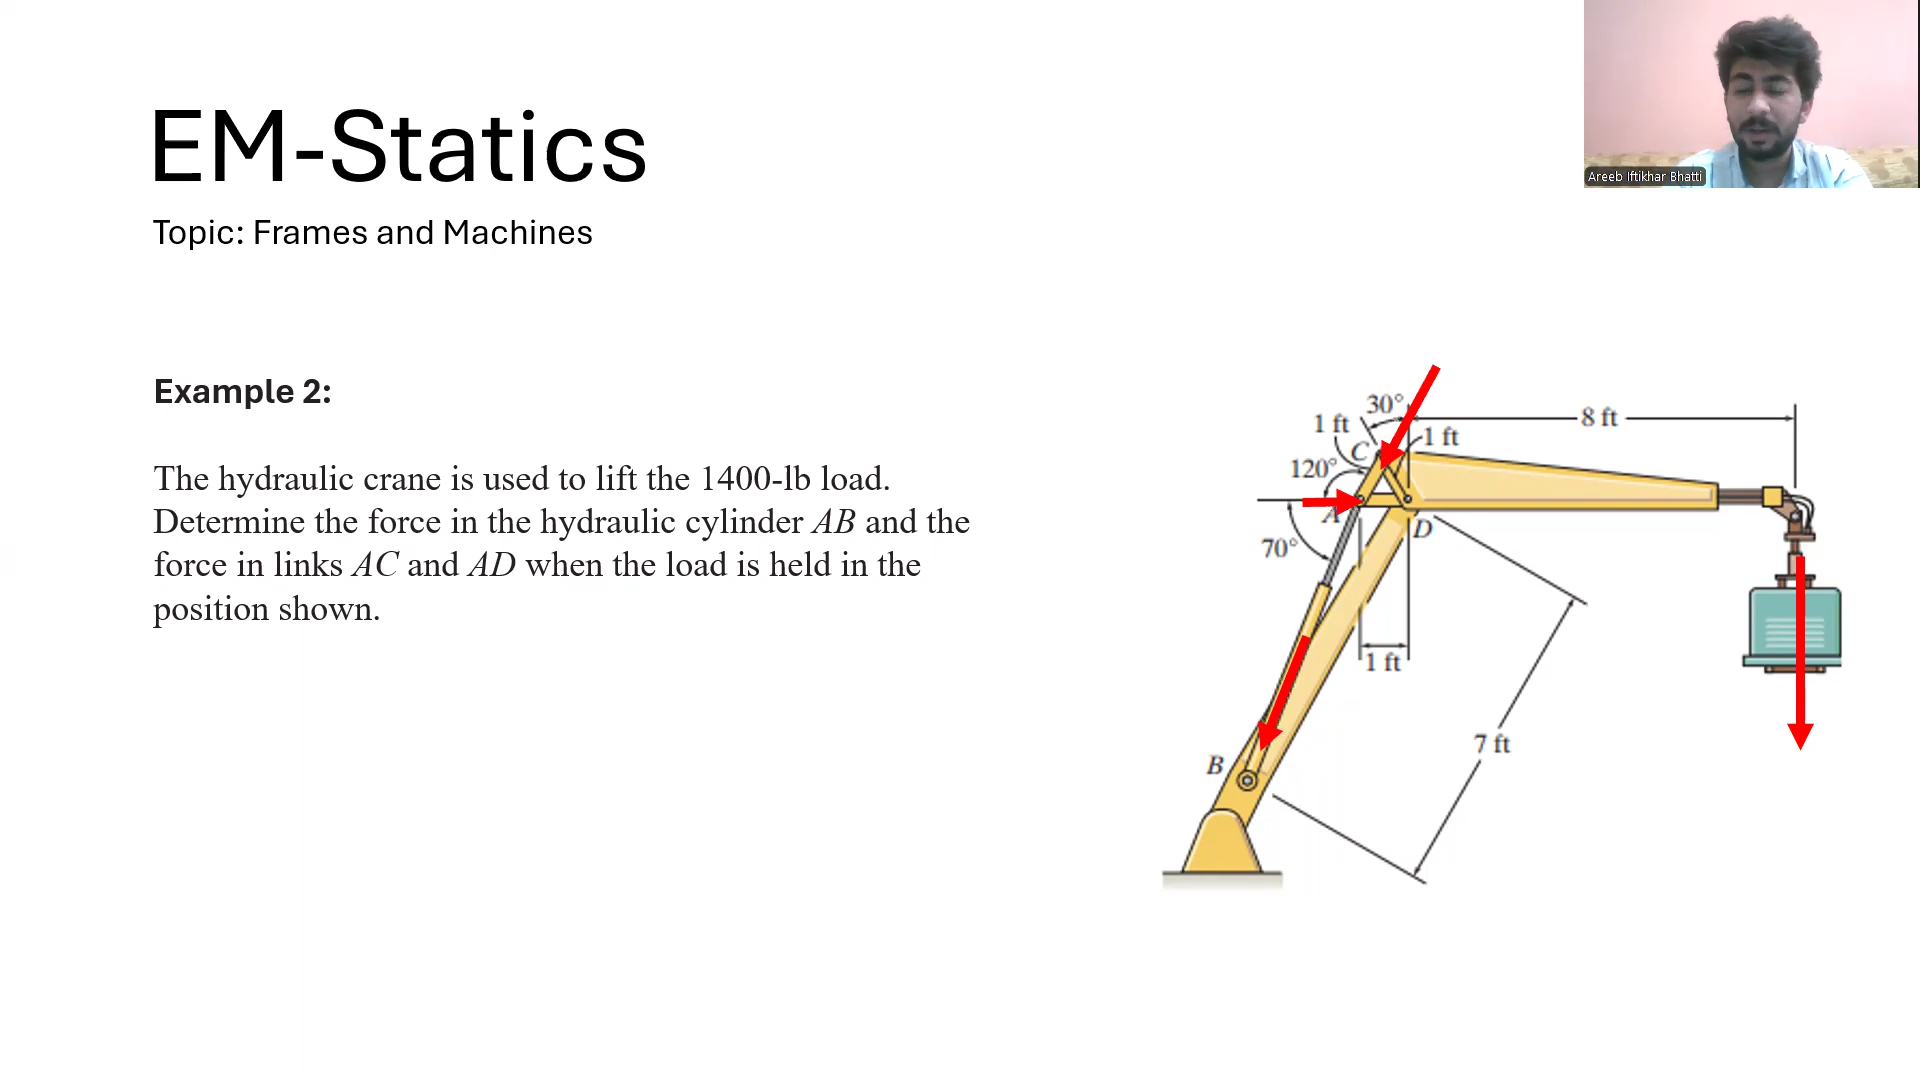 EM-Statics
Topic: Frames and Machines
Areeb Iftikhar Bhatti
Example 2:
The hydraulic crane is used to lift the 1400-lb load.
Determine the force in the hydraulic cylinder AB and the
force in links AC and AD when the load is held in the
position shown.
30°
8 ft
1 ft
1 ft
C
120°
A
D
70°
1 ft
7 ft
B